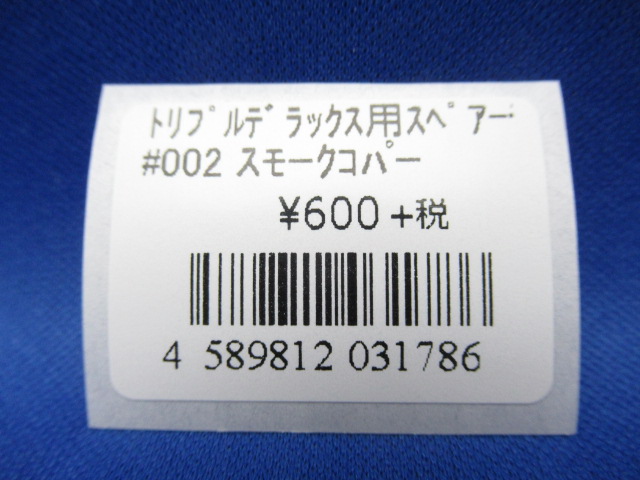 トリプルデラックス用スペアー
#002 スモークコパー
¥600 +税
4 589812 031786